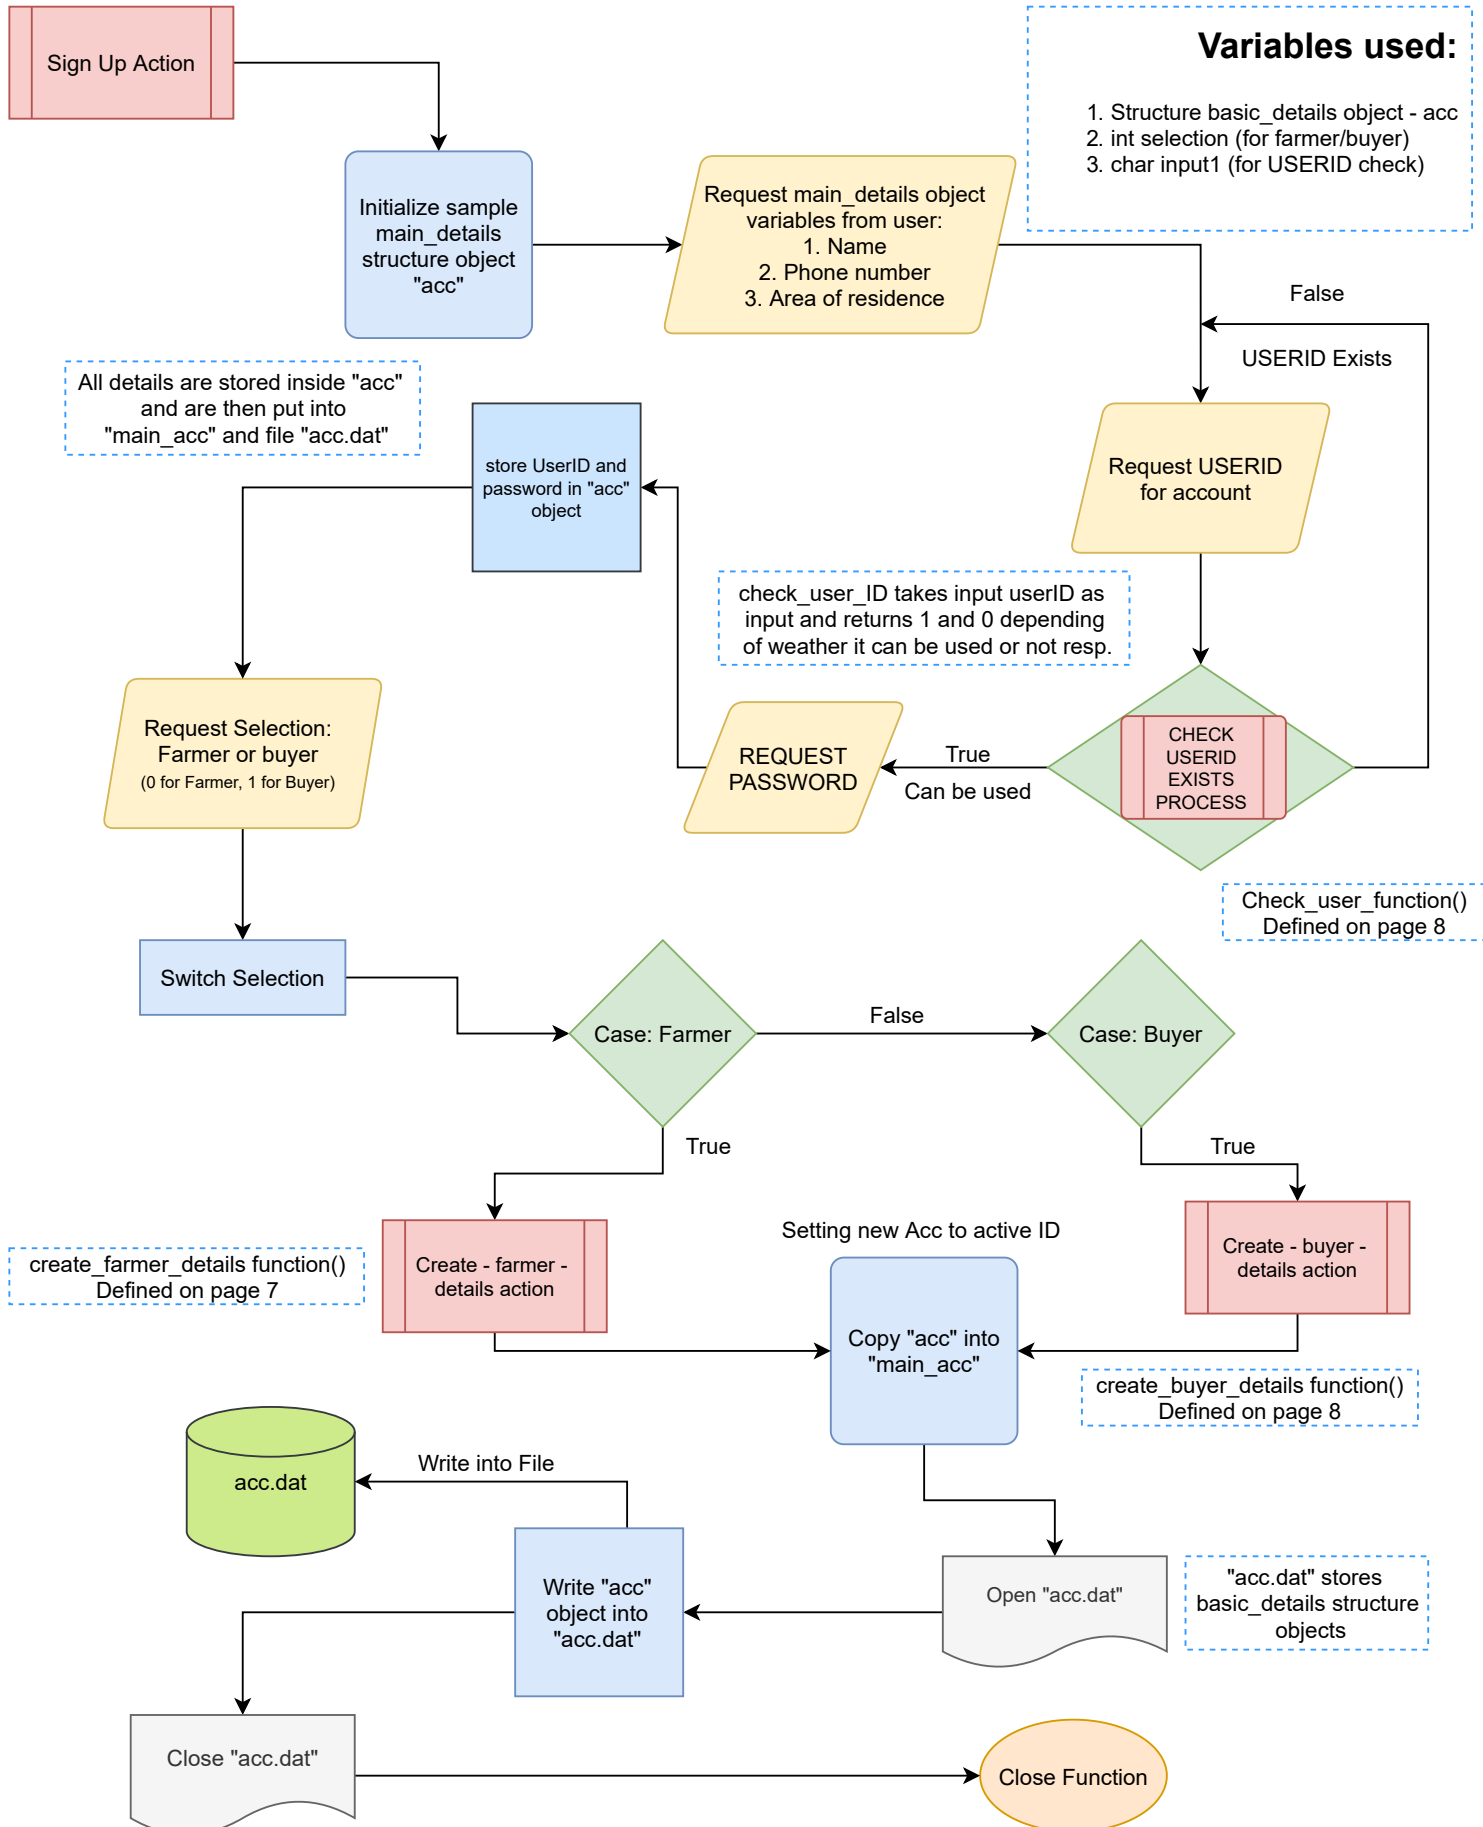 Sign Up Action
Variables used:
1. Structure basic_details object - acc
2. int selection (for farmer/buyer)
3. char input1 (for USERID check)
Initialize sample
main_details
structure object
"acc"
Request main_details object
variables from user:
1. Name
2. Phone number
3. Area of residence
False
USERID Exists
All details are stored inside "acc"
and are then put into
"main_acc" and file "acc.dat"
store UserID and
password in "acc"
object
Request USERID
for account
check_user_ID takes input userID as
input and returns 1 and 0 depending
of weather it can be used or not resp.
Request Selection:
Farmer or buyer
(0 for Farmer, 1 for Buyer)
REQUEST
PASSWORD
True
Can be used
CHECK
USERID
EXISTS
PROCESS
Check_user_function()
Defined on page 8
Switch Selection
Case: Farmer
False
Case: Buyer
True
True
create_farmer_details function()
Defined on page 7
Create - farmer -
details action
Setting new Acc to active ID
Copy "acc" into
"main_acc"
Create - buyer -
details action
create_buyer_details function()
Defined on page 8
acc.dat
Write into File
Write "acc"
object into
"acc.dat"
Open "acc.dat"
"acc.dat" stores
basic_details structure
objects
Close "acc.dat"
Close Function